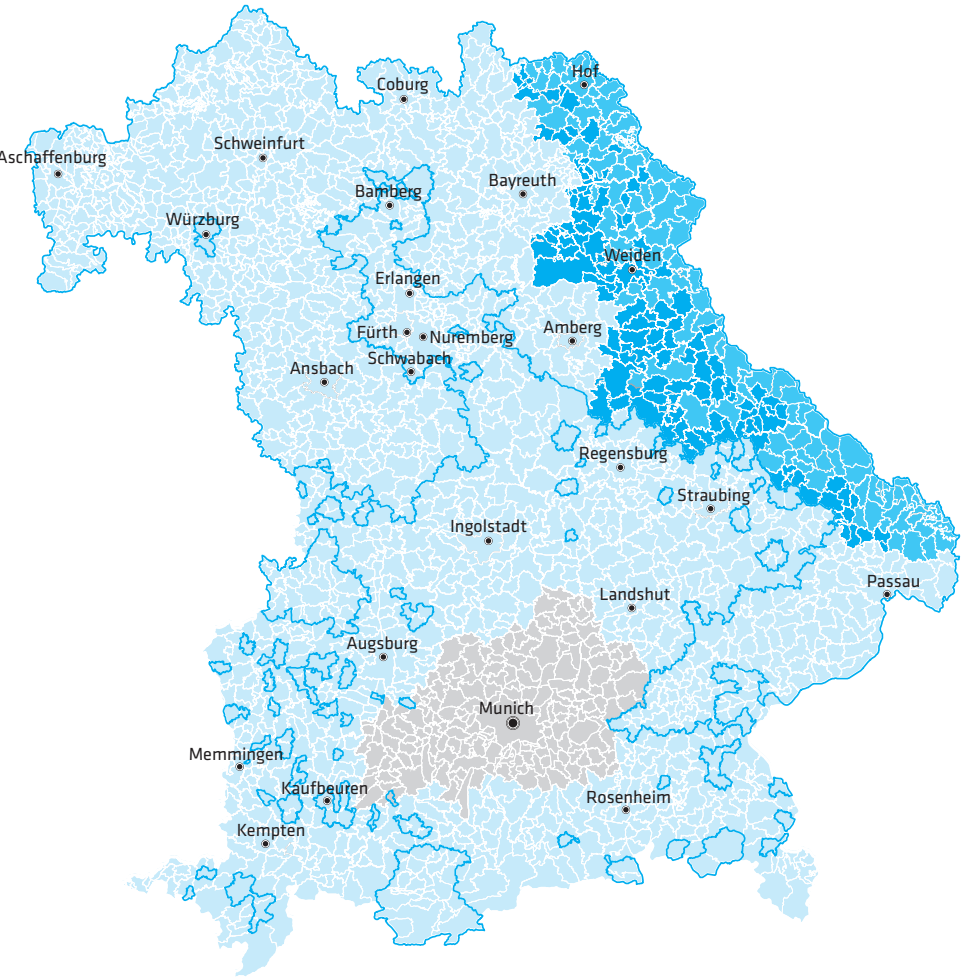 Hof
Coburg
Schweinfurt
Aschaffenburg
Bayreuth
Bamberg
Würzburg
Weiden
Erlangen
Amberg
Fürth
Nuremberg
Schwabach
Ansbach
Regensburg
Straubing
Ingolstadt
Passau
Landshut
Augsburg
Munich
Memmingen
Kaufbeuren
Rosenheim
Kempten